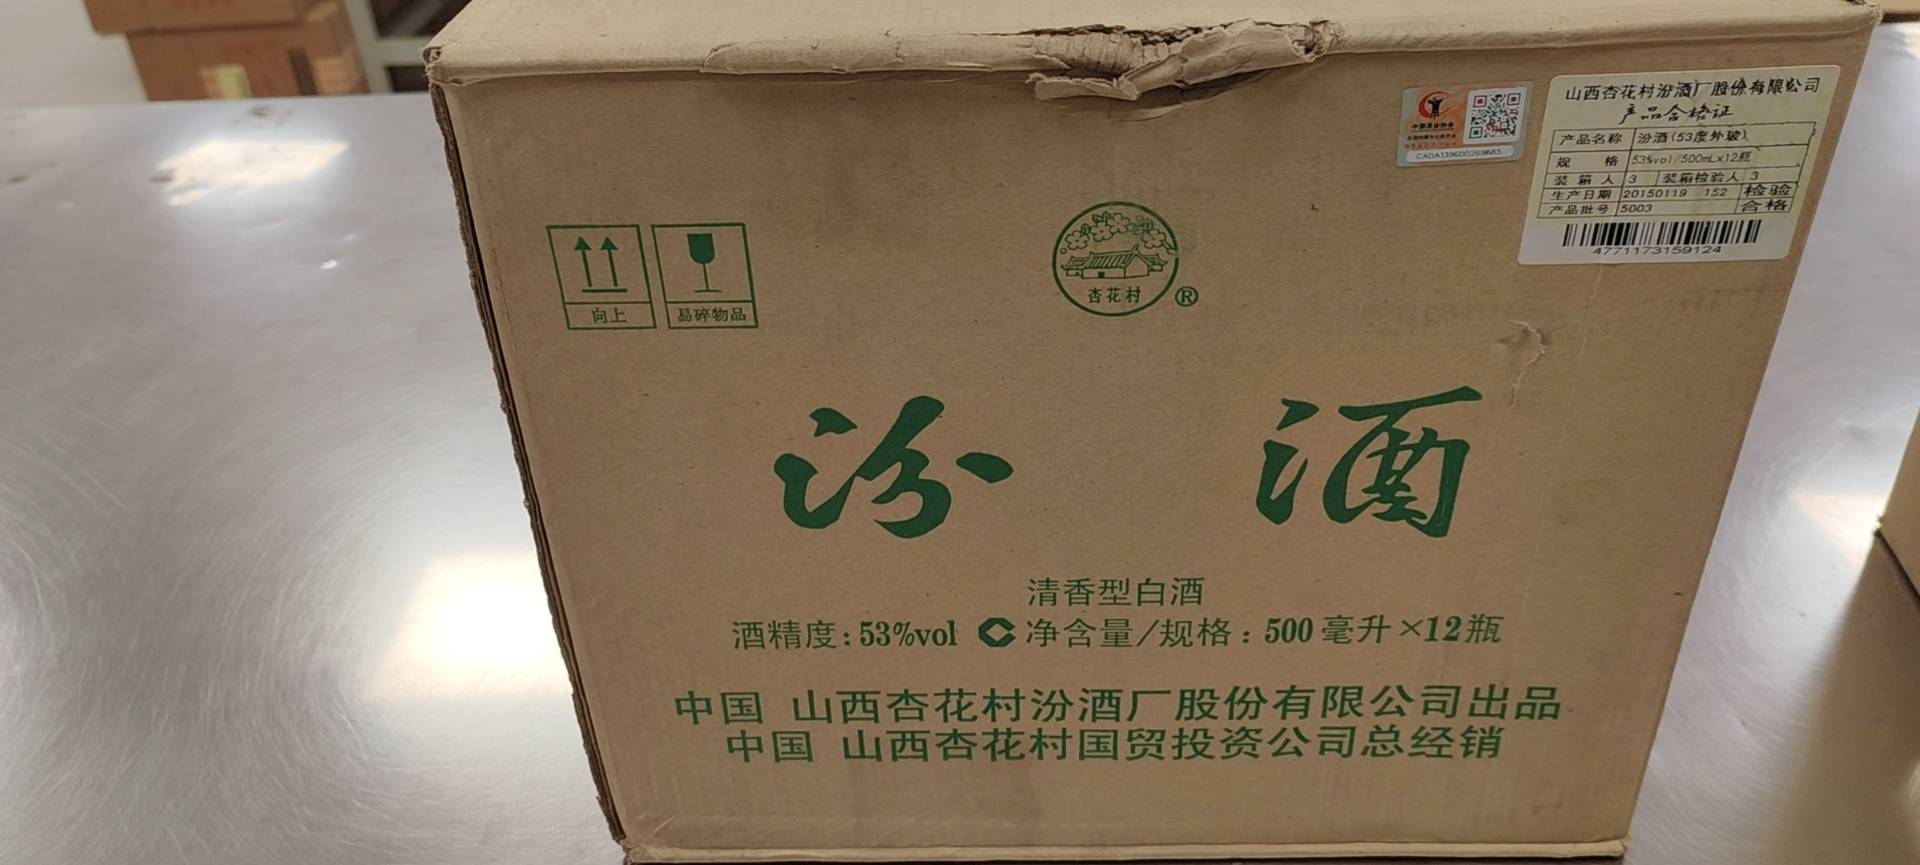 山西杏花村汾酒厂股份有限公司
产品合格证
产品名称 汾酒(53度外玻)
规 格 53%vol/500mL×12瓶
装箱人 3 装箱检验人 3
生产日期 20150119 152 检验
产品批号 5003 合格
4771173159124
向上
易碎物品
杏花村
®
汾 酒
清香型白酒
酒精度:53%vol 净含量/规格:500毫升×12瓶
中国 山西杏花村汾酒厂股份有限公司出品
中国 山西杏花村国贸投资公司总经销